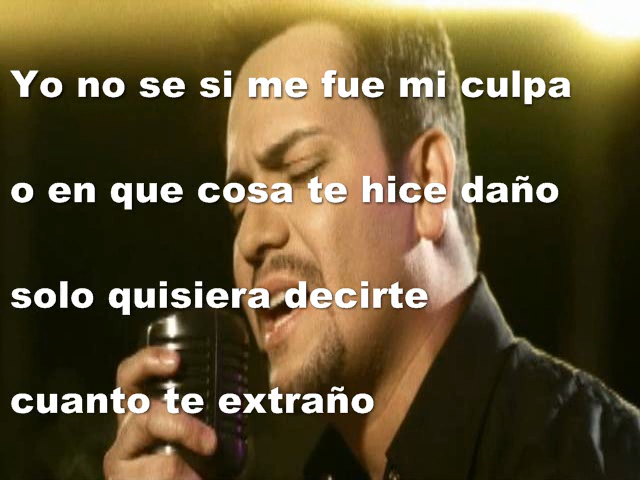 Yo no se si me fue mi culpa
o en que cosa te hice daño
solo quisiera decirte
cuanto te extraño